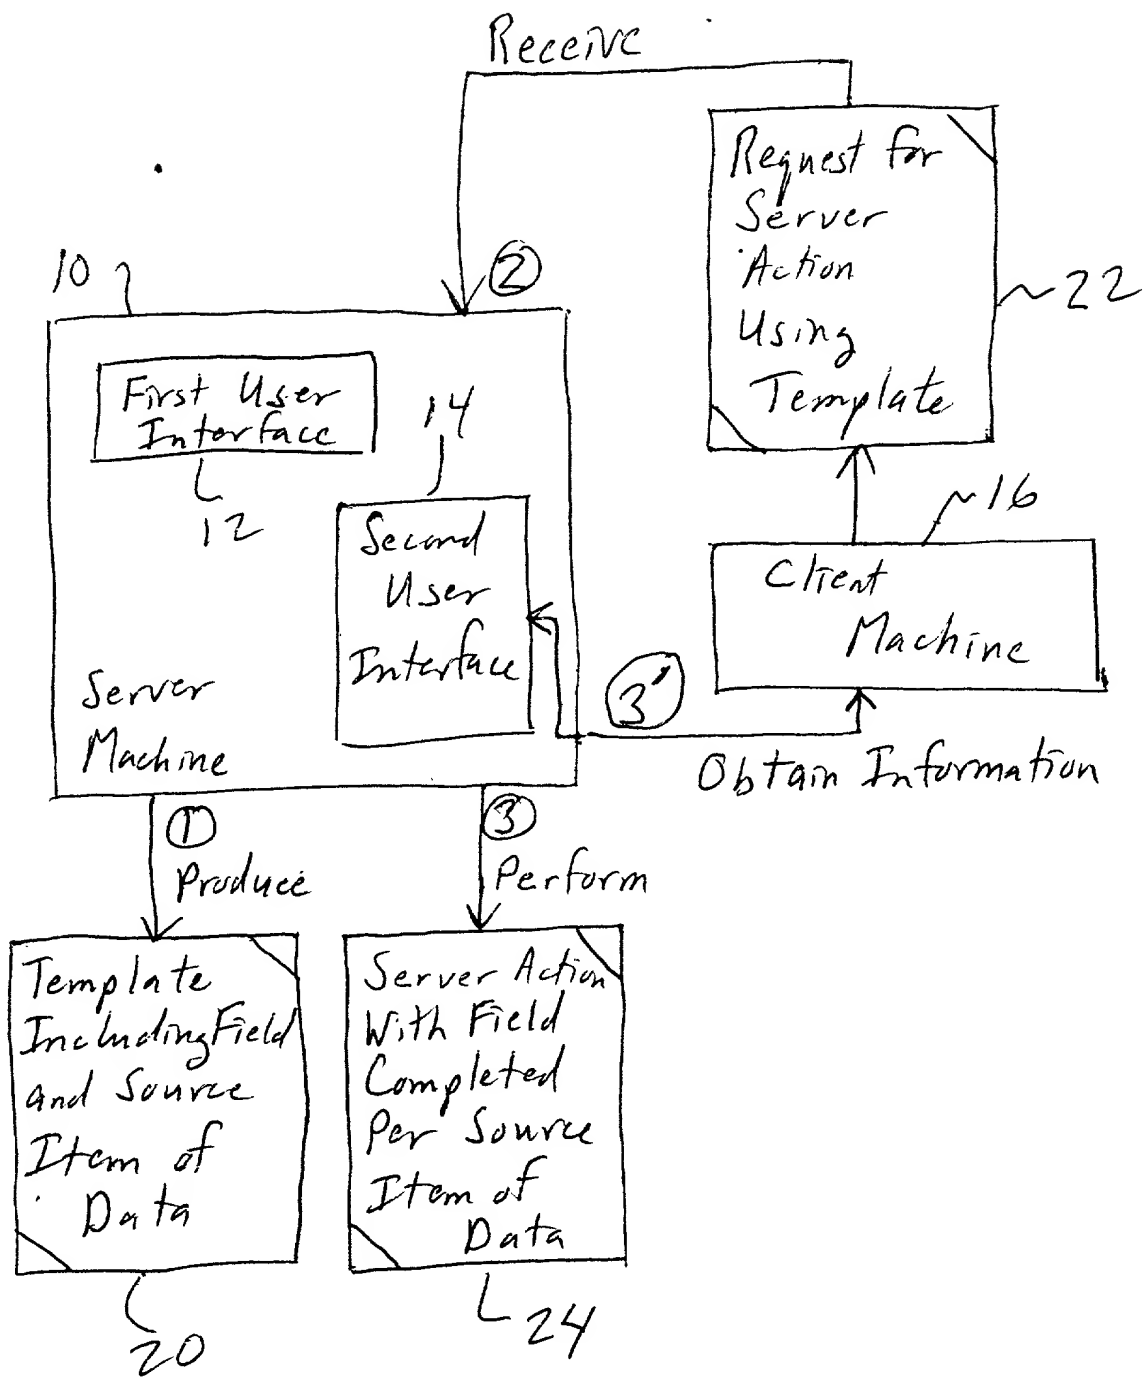 Receive
Request for
Server
Action
Using
Template
22
10
2
First User
Interface
12
14
Second
User
Interface
Server
Machine
16
Client
Machine
3'
Obtain Information
1
Produce
3
Perform
Template
Including Field
and Source
Item of
Data
20
Server Action
With Field
Completed
Per Source
Item of
Data
24